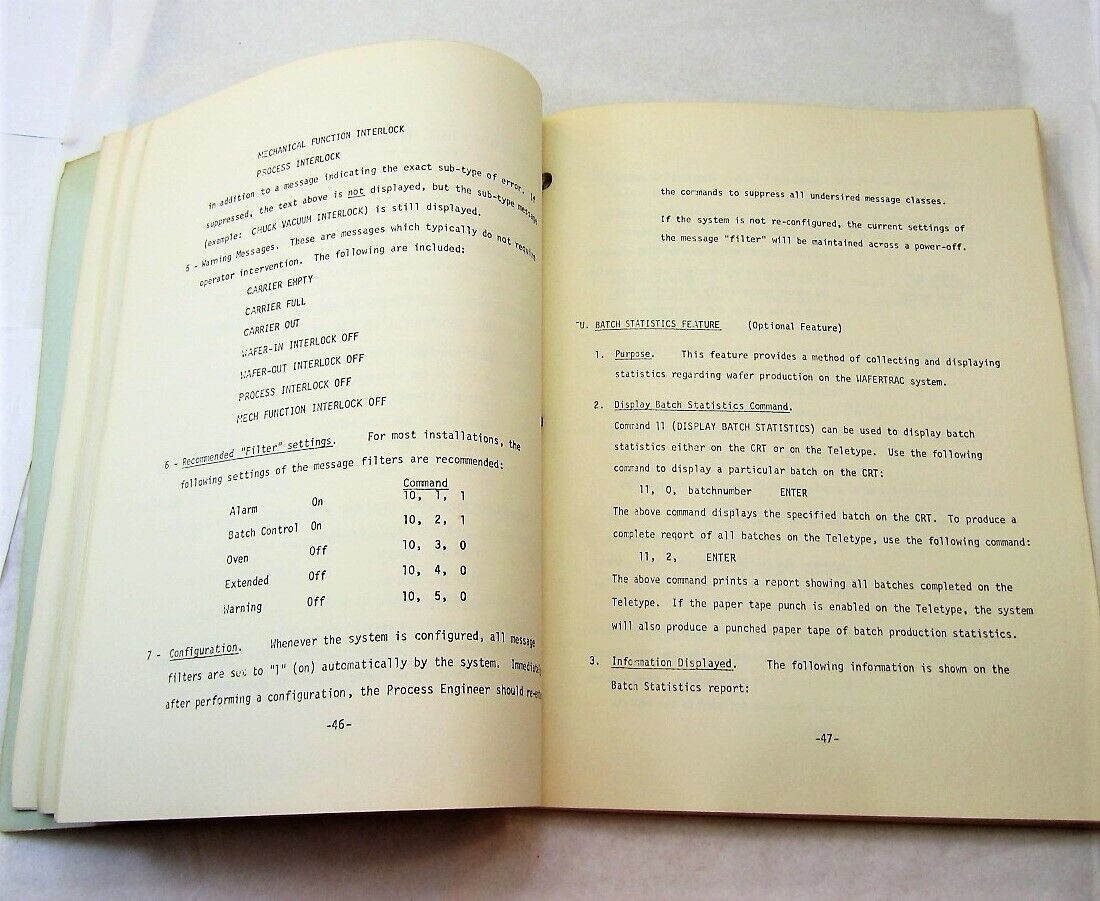 MECHANICAL FUNCTION INTERLOCK
PROCESS INTERLOCK
in addition to a message indicating the exact sub-type of error. If
suppressed, the text above is not displayed, but the sub-type message
(example: CHUCK VACUUM INTERLOCK) is still displayed.
5 - Warning Messages. These are messages which typically do not require
operator intervention. The following are included:
CARRIER EMPTY
CARRIER FULL
CARRIER OUT
WAFER-IN INTERLOCK OFF
WAFER-OUT INTERLOCK OFF
PROCESS INTERLOCK OFF
MECH FUNCTION INTERLOCK OFF
6 - Recommended "Filter" settings. For most installations, the
following settings of the message filters are recommended:
Command
Alarm On 10, 1, 1
Batch Control On 10, 2, 1
Oven Off 10, 3, 0
Extended Off 10, 4, 0
Warning Off 10, 5, 0
7 - Configuration. Whenever the system is configured, all message
filters are set to "1" (on) automatically by the system. Immediately
after performing a configuration, the Process Engineer should
-46-
the commands to suppress all undersired message classes.
If the system is not re-configured, the current settings of
the message "filter" will be maintained across a power-off.
U. BATCH STATISTICS FEATURE (Optional Feature)
1. Purpose. This feature provides a method of collecting and displaying
statistics regarding wafer production on the WAFERTRAC system.
2. Display Batch Statistics Command.
Command 11 (DISPLAY BATCH STATISTICS) can be used to display batch
statistics either on the CRT or on the Teletype. Use the following
command to display a particular batch on the CRT:
11, 0, batchnumber ENTER
The above command displays the specified batch on the CRT. To produce a
complete report of all batches on the Teletype, use the following command:
11, 2, ENTER
The above command prints a report showing all batches completed on the
Teletype. If the paper tape punch is enabled on the Teletype, the system
will also produce a punched paper tape of batch production statistics.
3. Information Displayed. The following information is shown on the
Batch Statistics report:
-47-